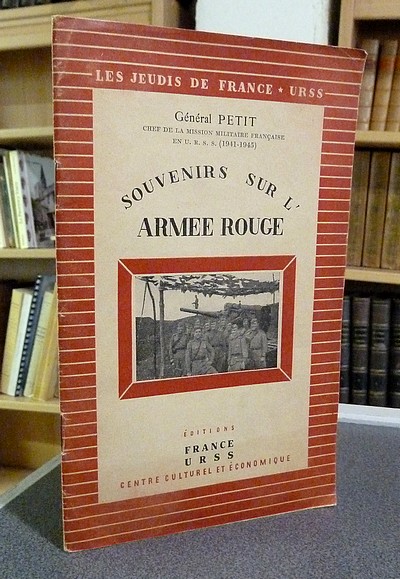 LES JEUDIS DE FRANCE ★ URSS
Général PETIT
CHEF DE LA MISSION MILITAIRE FRANÇAISE
EN U. R. S. S. (1941-1945)
SOUVENIRS SUR L'
ARMEE ROUGE
ÉDITIONS
FRANCE
URSS
CENTRE CULTUREL ET ÉCONOMIQUE